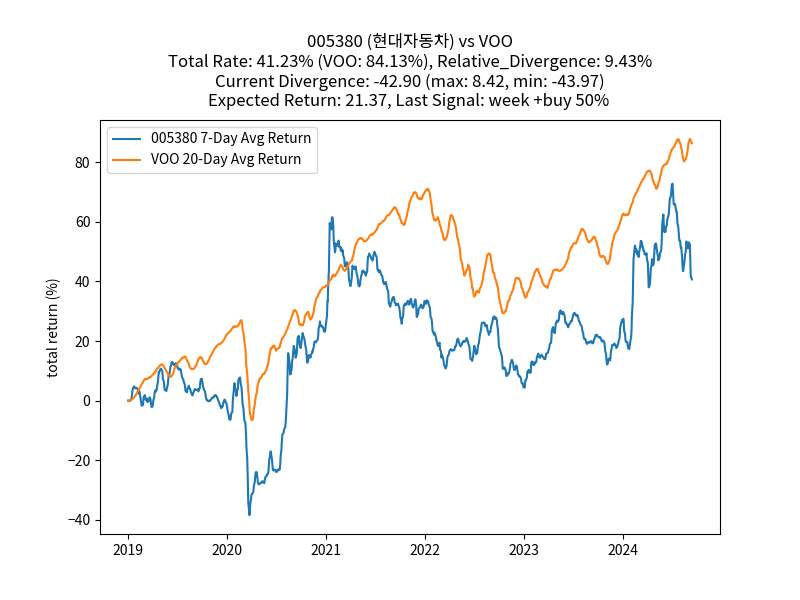 005380 (현대자동차) vs VOO
Total Rate: 41.23% (VOO: 84.13%), Relative_Divergence: 9.43%
Current Divergence: -42.90 (max: 8.42, min: -43.97)
Expected Return: 21.37, Last Signal: week +buy 50%
005380 7-Day Avg Return
VOO 20-Day Avg Return
total return (%)
80
60
40
20
0
−20
−40
2019 2020 2021 2022 2023 2024